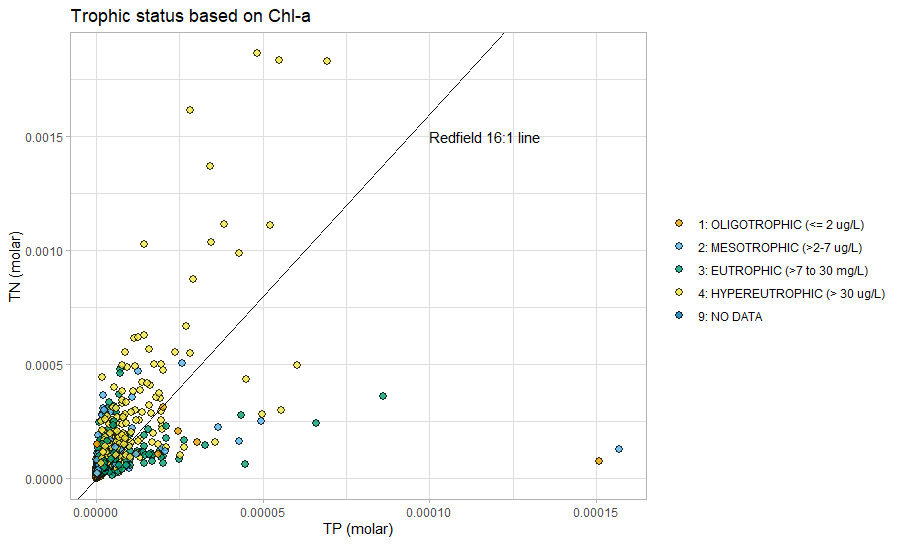 Trophic status based on Chl-a
0.0015
0.0010
0.0005
0.0000
TN (molar)
Redfield 16:1 line
0.00000
0.00005
0.00010
0.00015
TP (molar)
1: OLIGOTROPHIC (<= 2 ug/L)
2: MESOTROPHIC (>2-7 ug/L)
3: EUTROPHIC (>7 to 30 mg/L)
4: HYPEREUTROPHIC (> 30 ug/L)
9: NO DATA